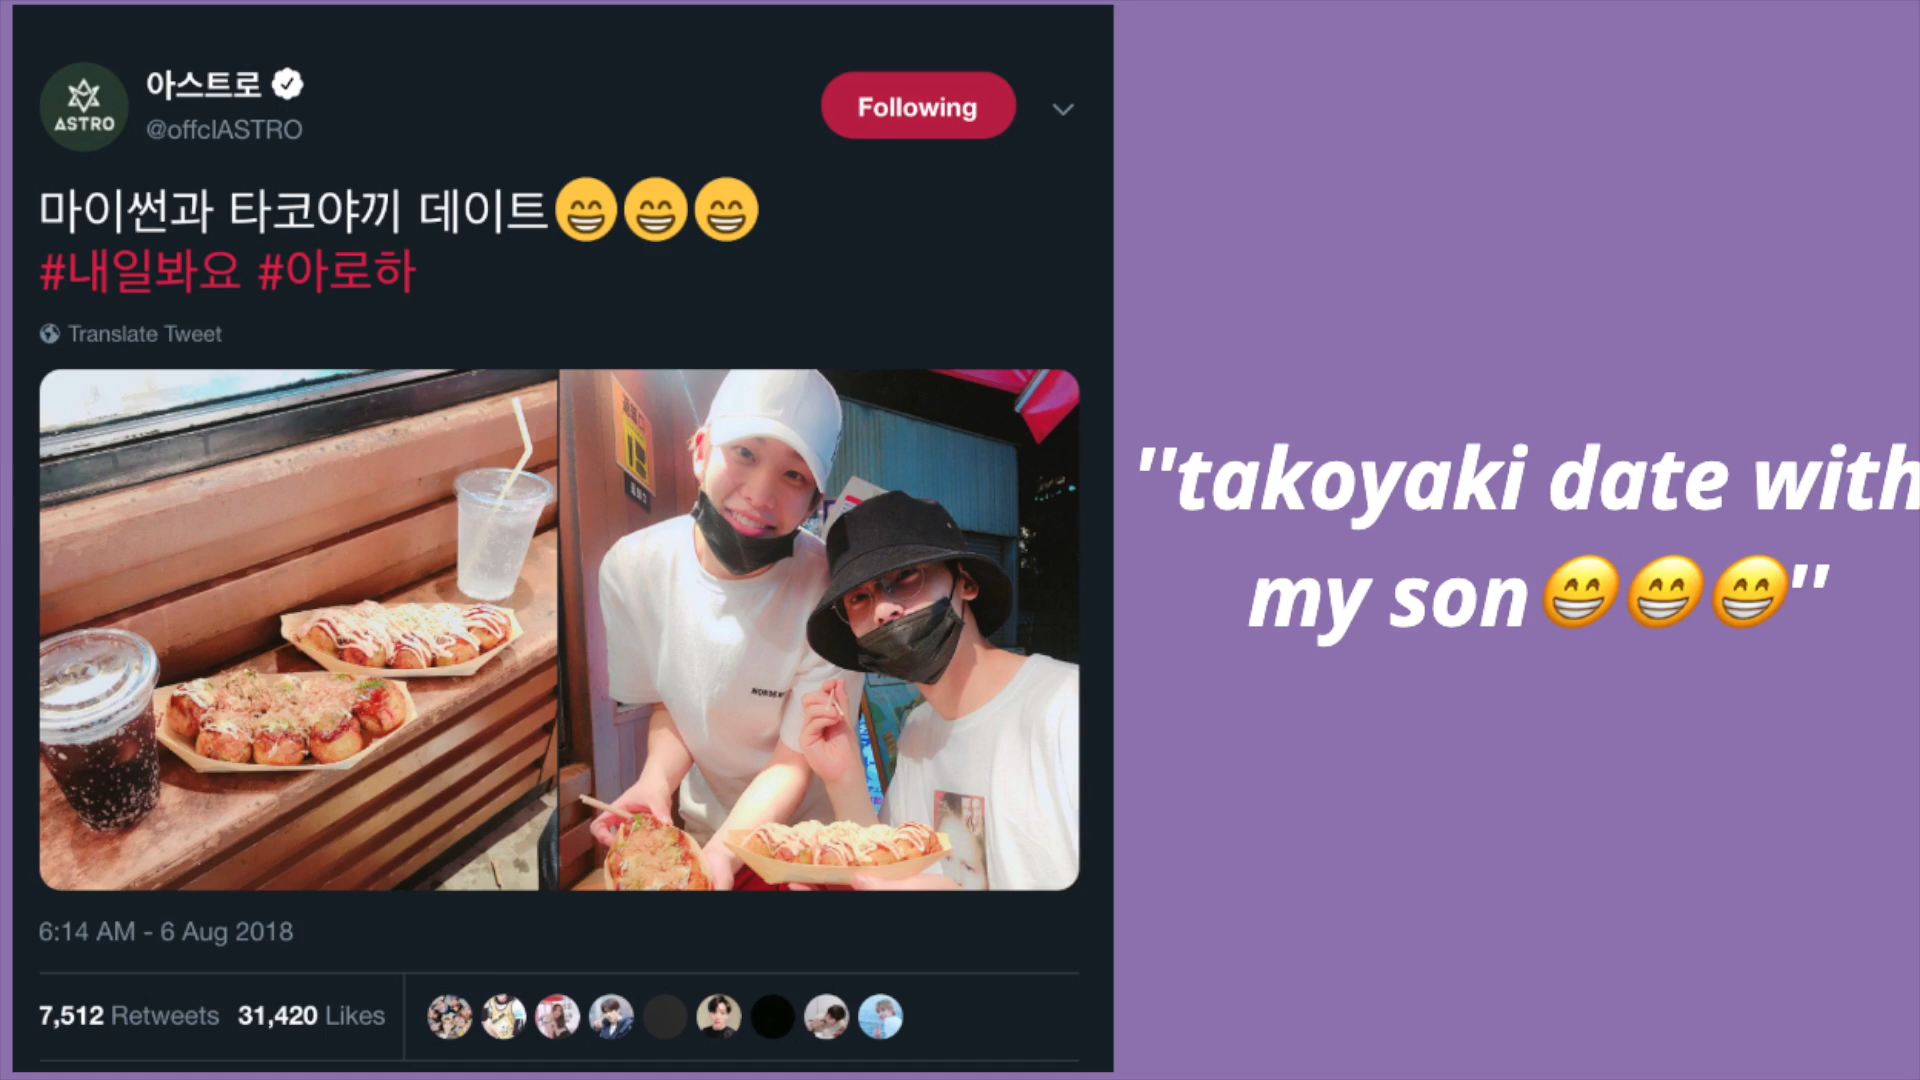 아스트로
@offclASTRO
ASTRO
Following
마이썬과 타코야끼 데이트😁😁😁
#내일봐요 #아로하
Translate Tweet
6:14 AM - 6 Aug 2018
7,512 Retweets 31,420 Likes
"takoyaki date with
my son😁😁😁"